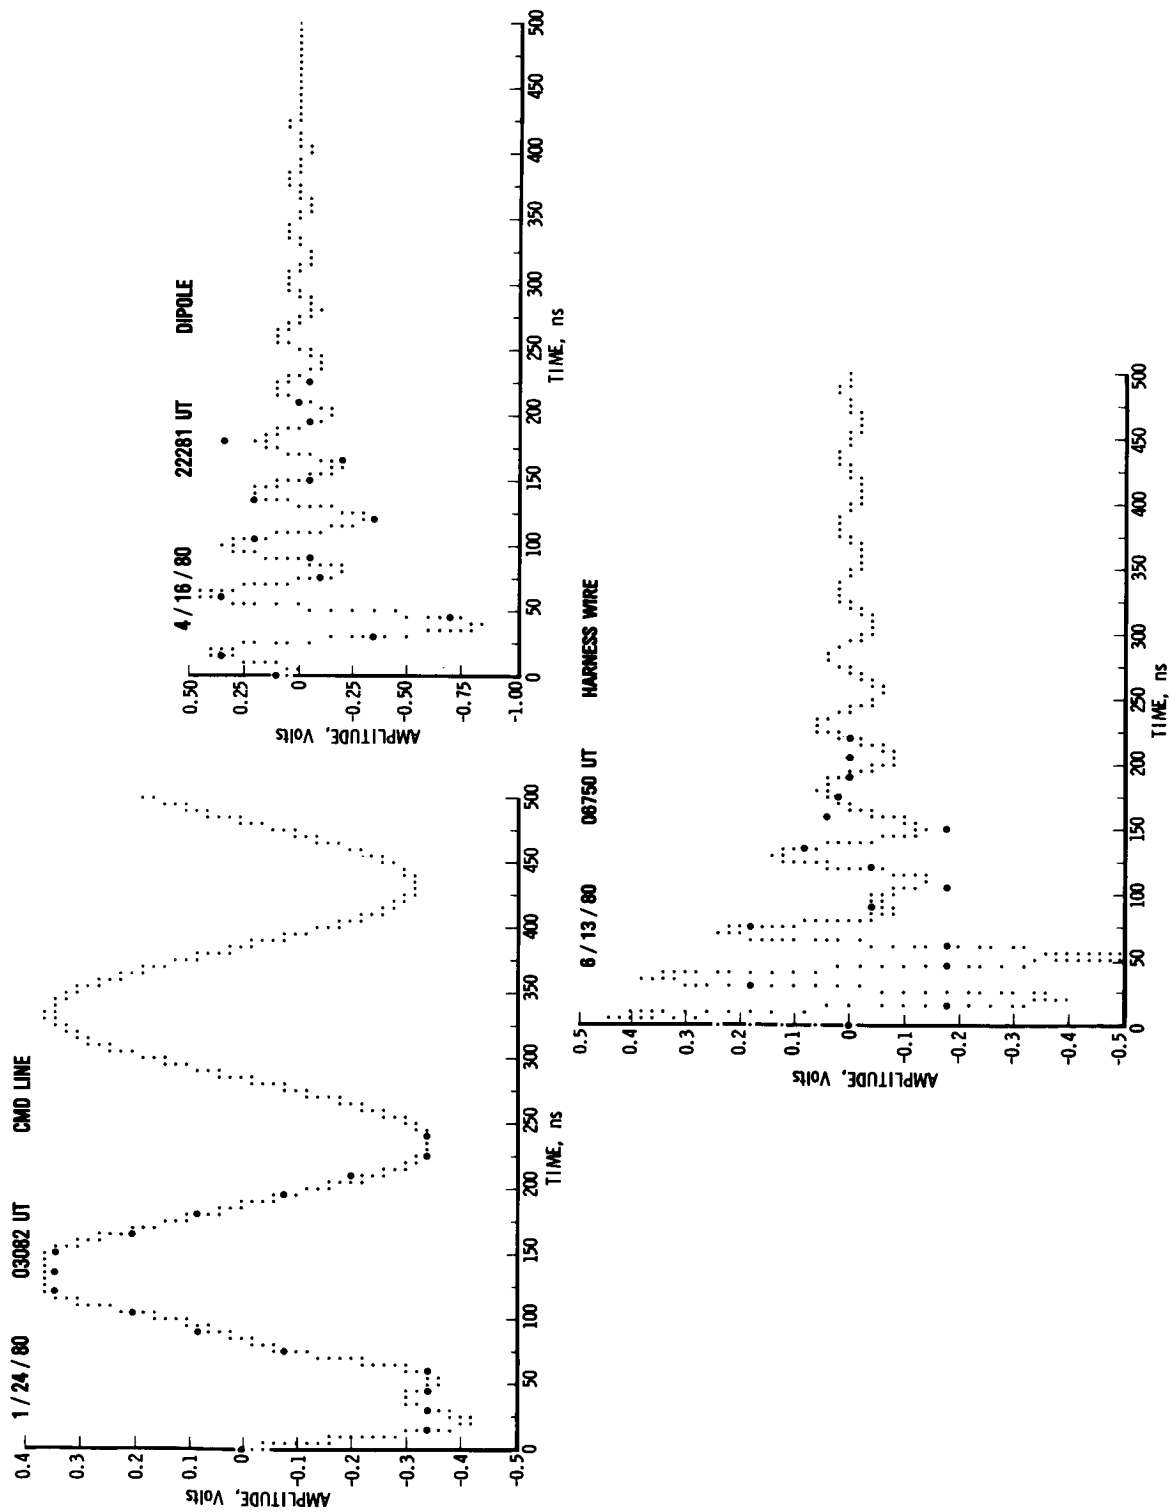 1 / 24 / 80 03082 UT CMD LINE
AMPLITUDE, Volts
0.4
0.3
0.2
0.1
0
-0.1
-0.2
-0.3
-0.4
-0.5
0 50 100 150 200 250 300 350 400 450 500
TIME, ns
4 / 16 / 80 22281 UT DIPOLE
AMPLITUDE, Volts
0.50
0.25
0
-0.25
-0.50
-0.75
-1.00
0 50 100 150 200 250 300 350 400 450 500
TIME, ns
6 / 13 / 80 06750 UT HARNESS WIRE
AMPLITUDE, Volts
0.5
0.4
0.3
0.2
0.1
0
-0.1
-0.2
-0.3
-0.4
-0.5
0 50 100 150 200 250 300 350 400 450 500
TIME, ns